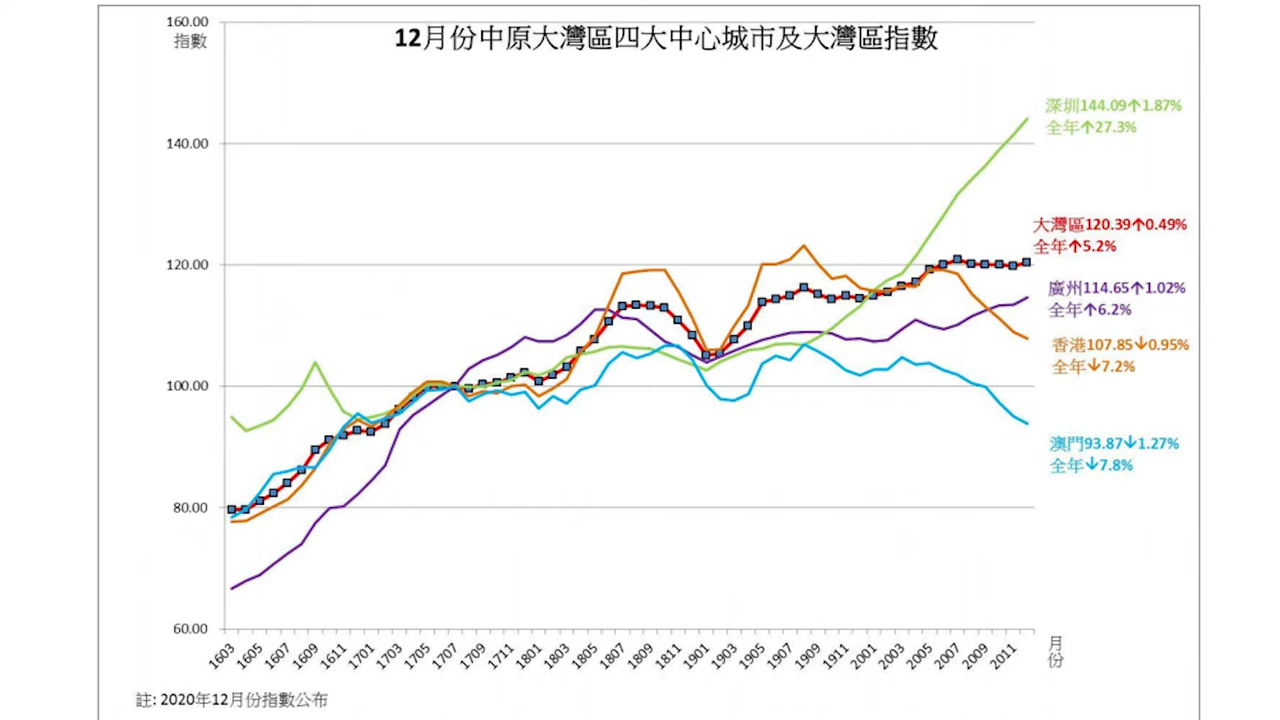 12月份中原大灣區四大中心城市及大灣區指數
160.00
指數
140.00
120.00
100.00
80.00
60.00
深圳144.09↑1.87%
全年↑27.3%
大灣區120.39↑0.49%
全年↑5.2%
廣州114.65↑1.02%
全年↑6.2%
香港107.85↓0.95%
全年↓7.2%
澳門93.87↓1.27%
全年↓7.8%
1603 1605 1607 1609 1611 1701 1703 1705 1707 1709 1711 1801 1803 1805 1807 1809 1811 1901 1903 1905 1907 1909 1911 2001 2003 2005 2007 2009 2011
月份
註: 2020年12月份指數公布